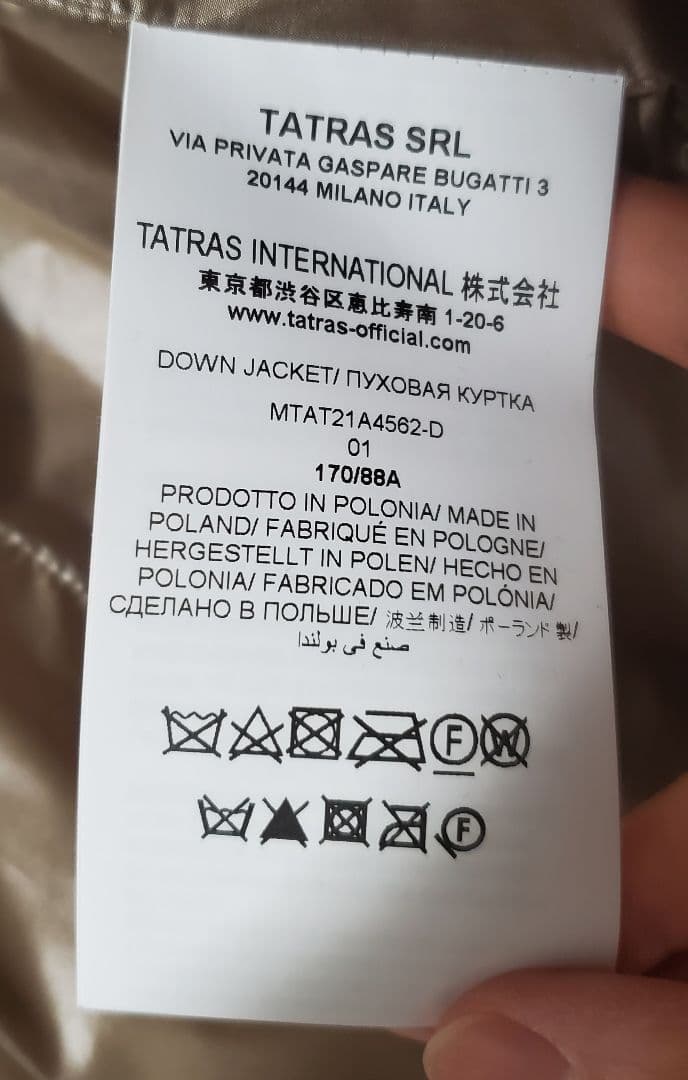 TATRAS SRL
VIA PRIVATA GASPARE BUGATTI 3
20144 MILANO ITALY
TATRAS INTERNATIONAL 株式会社
東京都渋谷区恵比寿南 1-20-6
www.tatras-official.com
DOWN JACKET/ ПУХОВАЯ КУРТКА
MTAT21A4562-D
01
170/88A
PRODOTTO IN POLONIA/ MADE IN
POLAND/ FABRIQUÉ EN POLOGNE/
HERGESTELLT IN POLEN/ HECHO EN
POLONIA/ FABRICADO EM POLÓNIA/
СДЕЛАНО В ПОЛЬШЕ/ 波兰制造/ ポーランド 製/
صنع في بولندا
F W
F